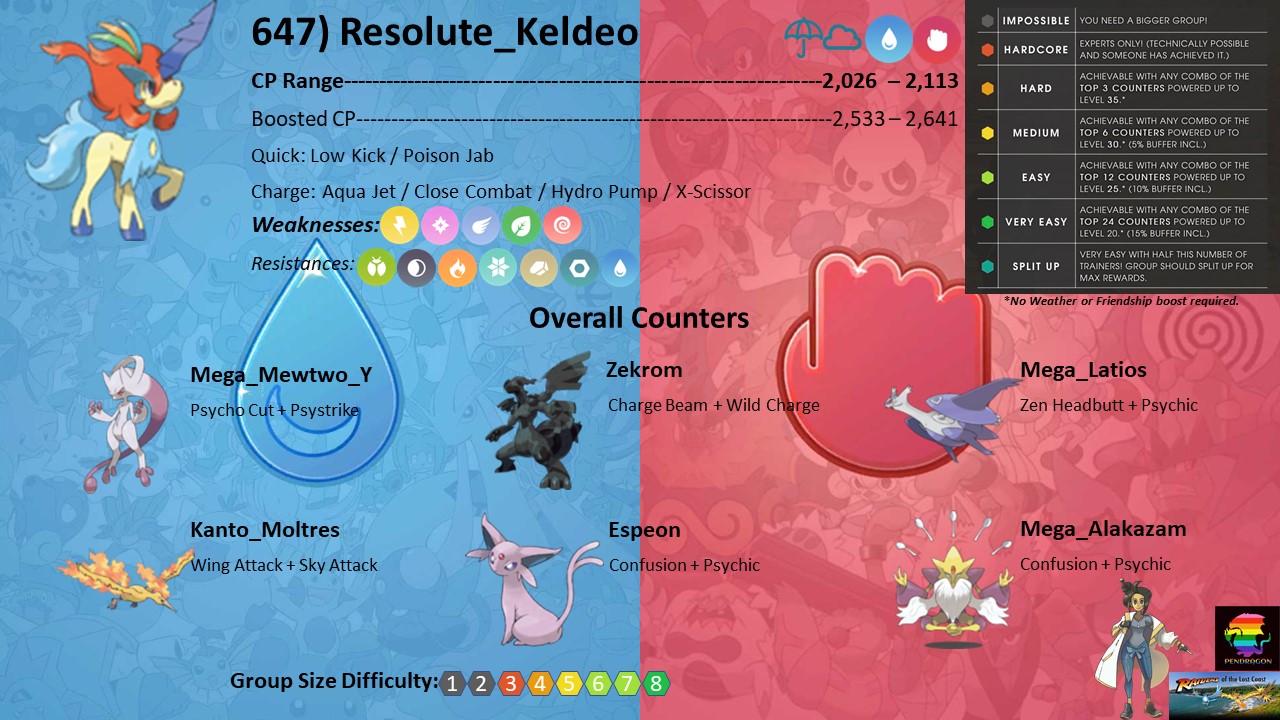 647) Resolute_Keldeo
CP Range--------------------------------------------------------------------2,026 – 2,113
Boosted CP--------------------------------------------------------------------2,533 – 2,641
Quick: Low Kick / Poison Jab
Charge: Aqua Jet / Close Combat / Hydro Pump / X-Scissor
Weaknesses:
Resistances:
IMPOSSIBLE YOU NEED A BIGGER GROUP!
HARDCORE EXPERTS ONLY! (TECHNICALLY POSSIBLE
AND SOMEONE HAS ACHIEVED IT.)
HARD ACHIEVABLE WITH ANY COMBO OF THE
TOP 3 COUNTERS POWERED UP TO
LEVEL 35.*
MEDIUM ACHIEVABLE WITH ANY COMBO OF THE
TOP 6 COUNTERS POWERED UP TO
LEVEL 30.* (5% BUFFER INCL.)
EASY ACHIEVABLE WITH ANY COMBO OF THE
TOP 12 COUNTERS POWERED UP TO
LEVEL 25.* (10% BUFFER INCL.)
VERY EASY ACHIEVABLE WITH ANY COMBO OF THE
TOP 24 COUNTERS POWERED UP TO
LEVEL 20.* (15% BUFFER INCL.)
SPLIT UP VERY EASY WITH HALF THIS NUMBER OF
TRAINERS! GROUP SHOULD SPLIT UP FOR
MAX REWARDS.
*No Weather or Friendship boost required.
Overall Counters
Mega_Mewtwo_Y
Psycho Cut + Psystrike
Zekrom
Charge Beam + Wild Charge
Mega_Latios
Zen Headbutt + Psychic
Kanto_Moltres
Wing Attack + Sky Attack
Espeon
Confusion + Psychic
Mega_Alakazam
Confusion + Psychic
Group Size Difficulty: 1 2 3 4 5 6 7 8
PENDRAGON
RAIDERS of the Lost Coast